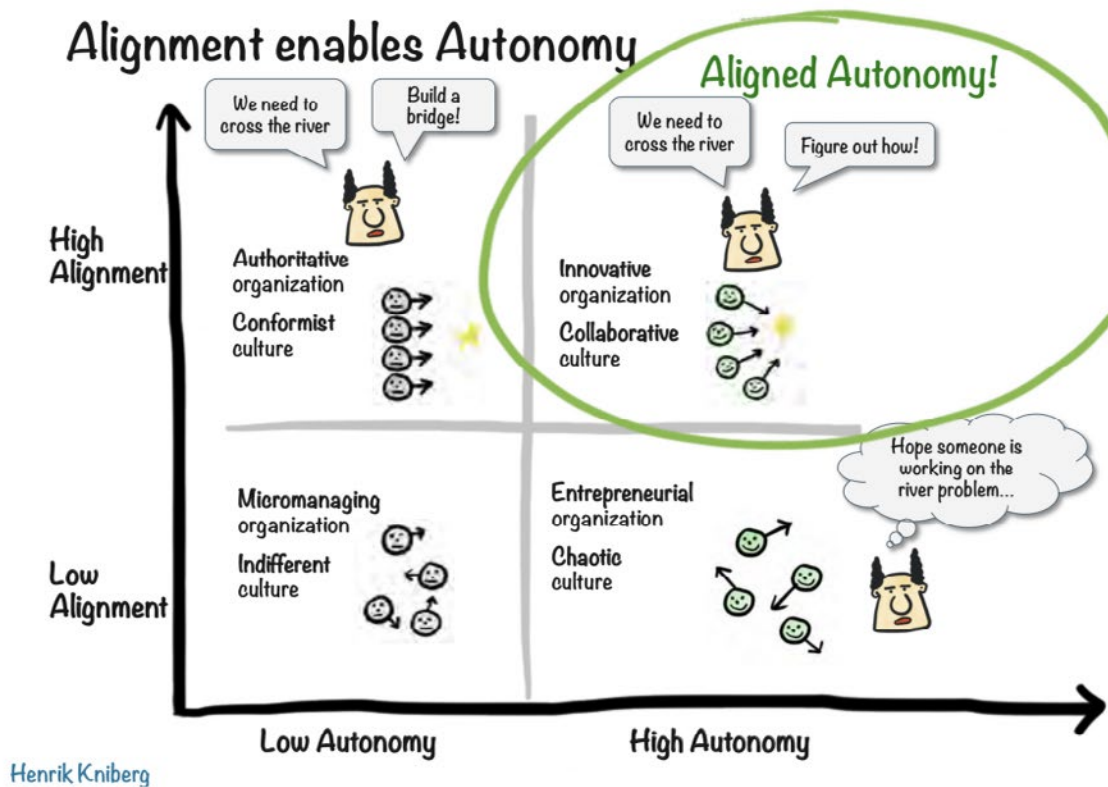 Alignment enables Autonomy
Aligned Autonomy!
We need to
cross the river
Build a
bridge!
We need to
cross the river
Figure out how!
High
Alignment
Authoritative
organization
Conformist
culture
Innovative
organization
Collaborative
culture
Hope someone is
working on the
river problem...
Low
Alignment
Micromanaging
organization
Indifferent
culture
Entrepreneurial
organization
Chaotic
culture
Low Autonomy
High Autonomy
Henrik Kniberg